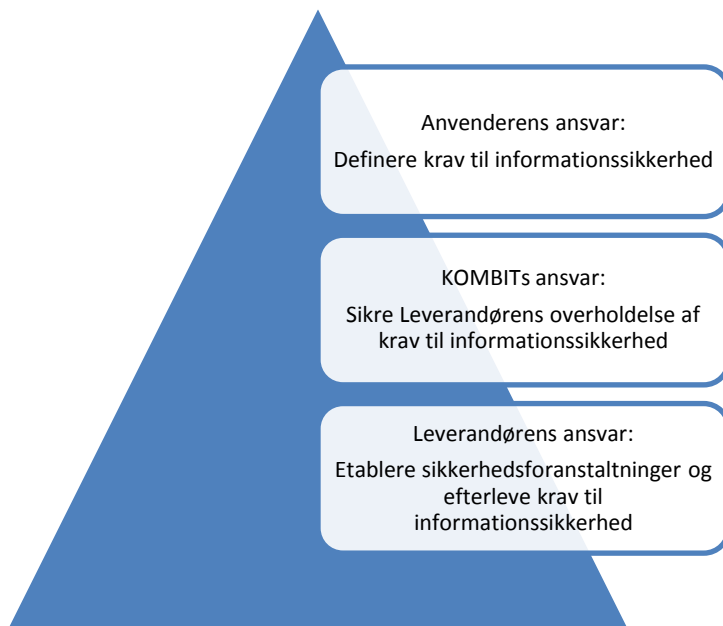 Anvenderens ansvar:
Definere krav til informationssikkerhed
KOMBITs ansvar:
Sikre Leverandørens overholdelse af
krav til informationssikkerhed
Leverandørens ansvar:
Etablere sikkerhedsforanstaltninger og
efterleve krav til
informationssikkerhed